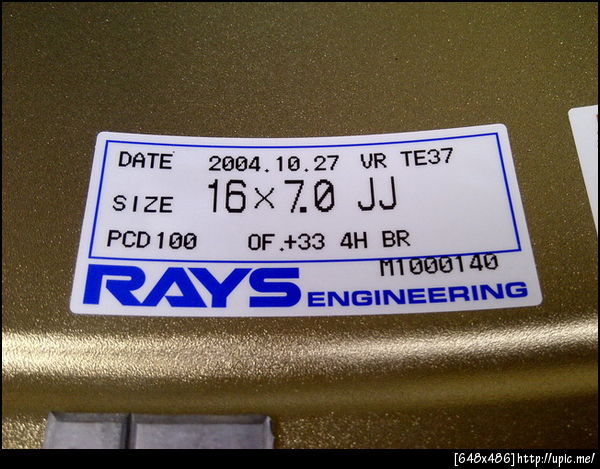 DATE 2004.10.27 VR TE37
SIZE 16×7.0 JJ
PCD100 OF.+33 4H BR
M1000140
RAYS ENGINEERING
[648x486]http://upic.me/